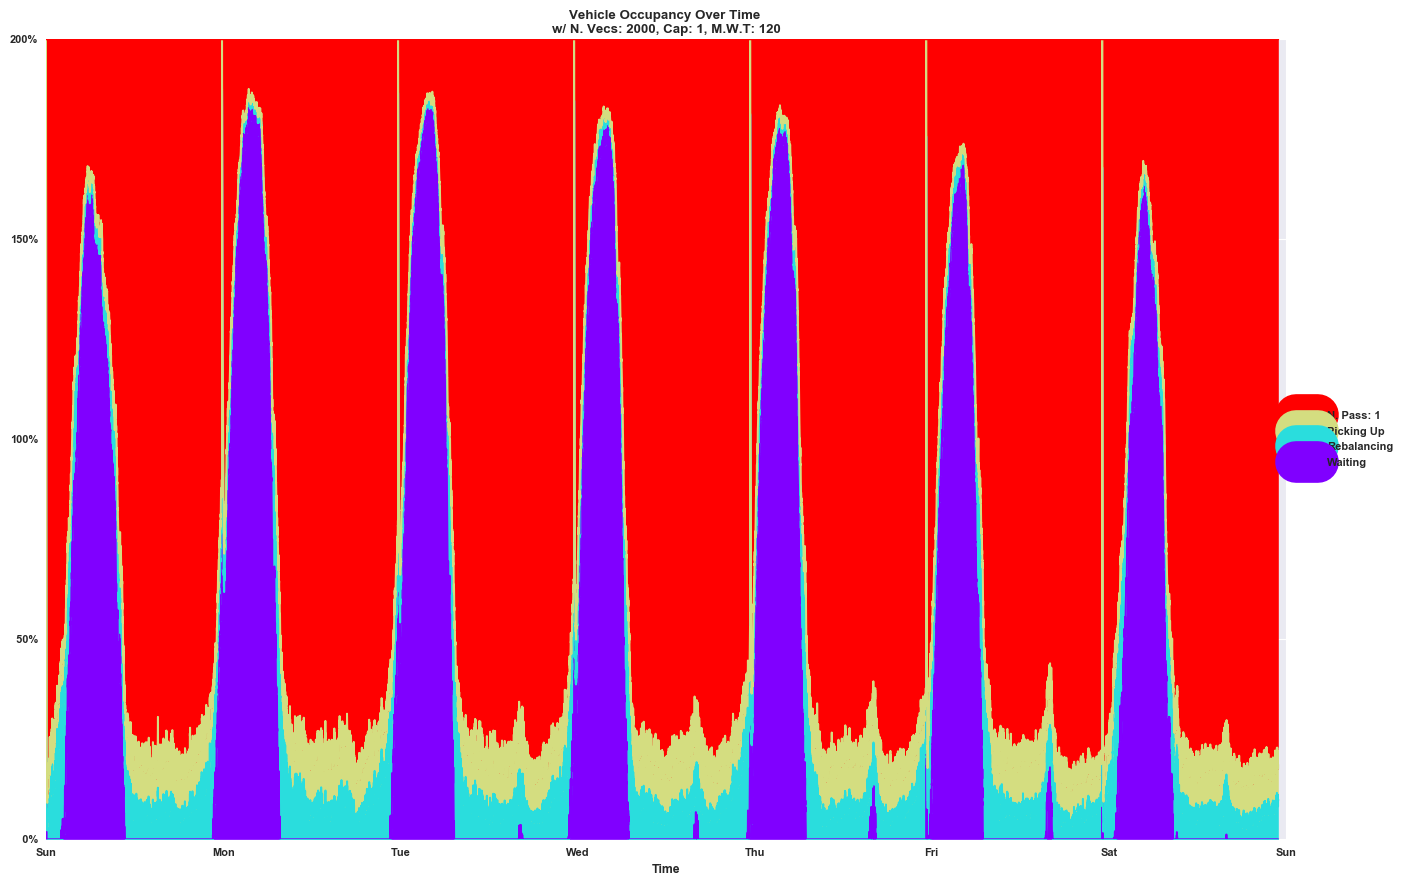 Vehicle Occupancy Over Time
w/ N. Vecs: 2000, Cap: 1, M.W.T: 120
200%
150%
100%
50%
0%
Pass: 1
Picking Up
Rebalancing
Waiting
Sun Mon Tue Wed Thu Fri Sat Sun
Time